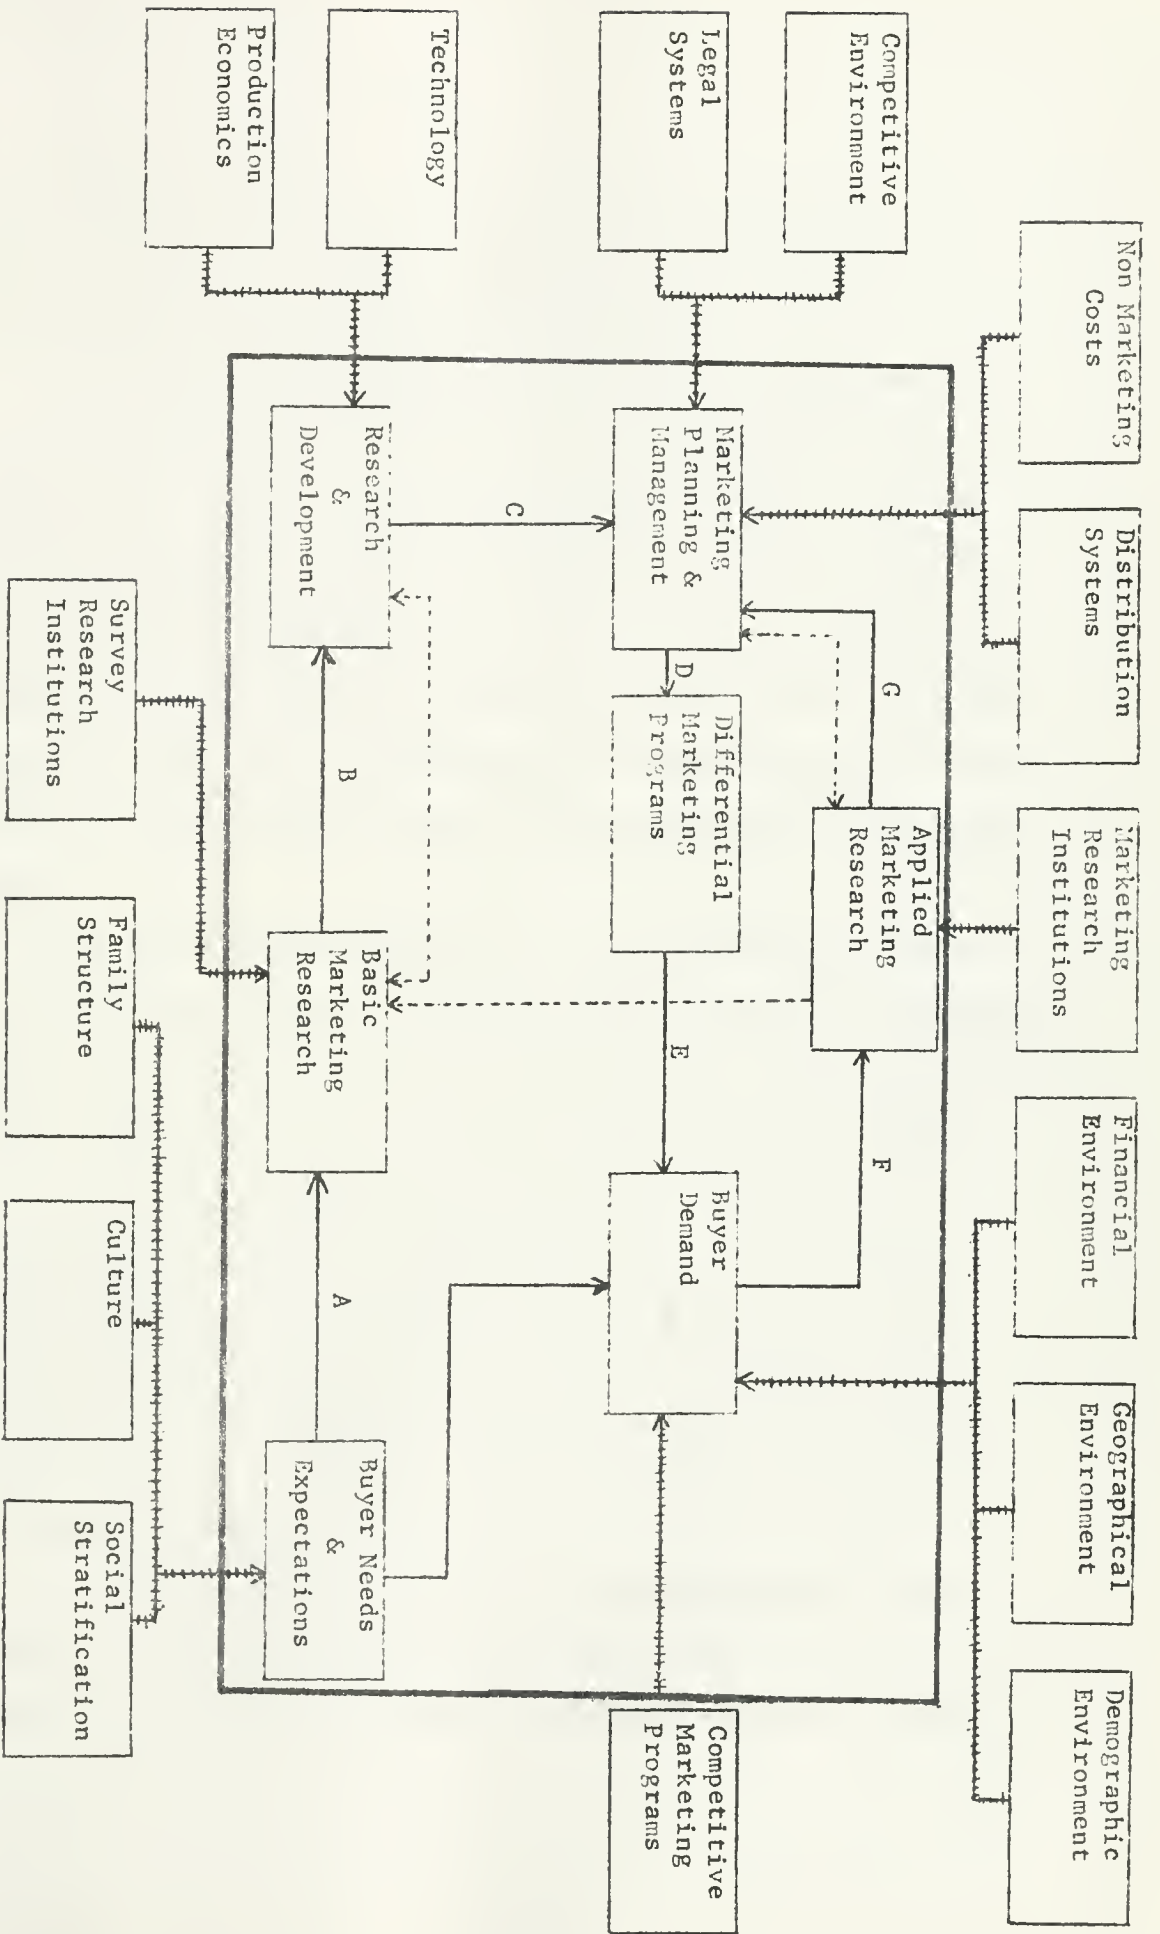 Non Marketing
Costs
Distribution
Systems
Marketing
Research
Institutions
Financial
Environment
Geographical
Environment
Demographic
Environment
Competitive
Environment
Legal
Systems
Technology
Production
Economics
Applied
Marketing
Research
G
F
Marketing
Planning &
Management
D
Differential
Marketing
Programs
E
Buyer
Demand
Competitive
Marketing
Programs
C
Research
&
Development
B
Basic
Marketing
Research
A
Buyer Needs
&
Expectations
Survey
Research
Institutions
Family
Structure
Culture
Social
Stratification